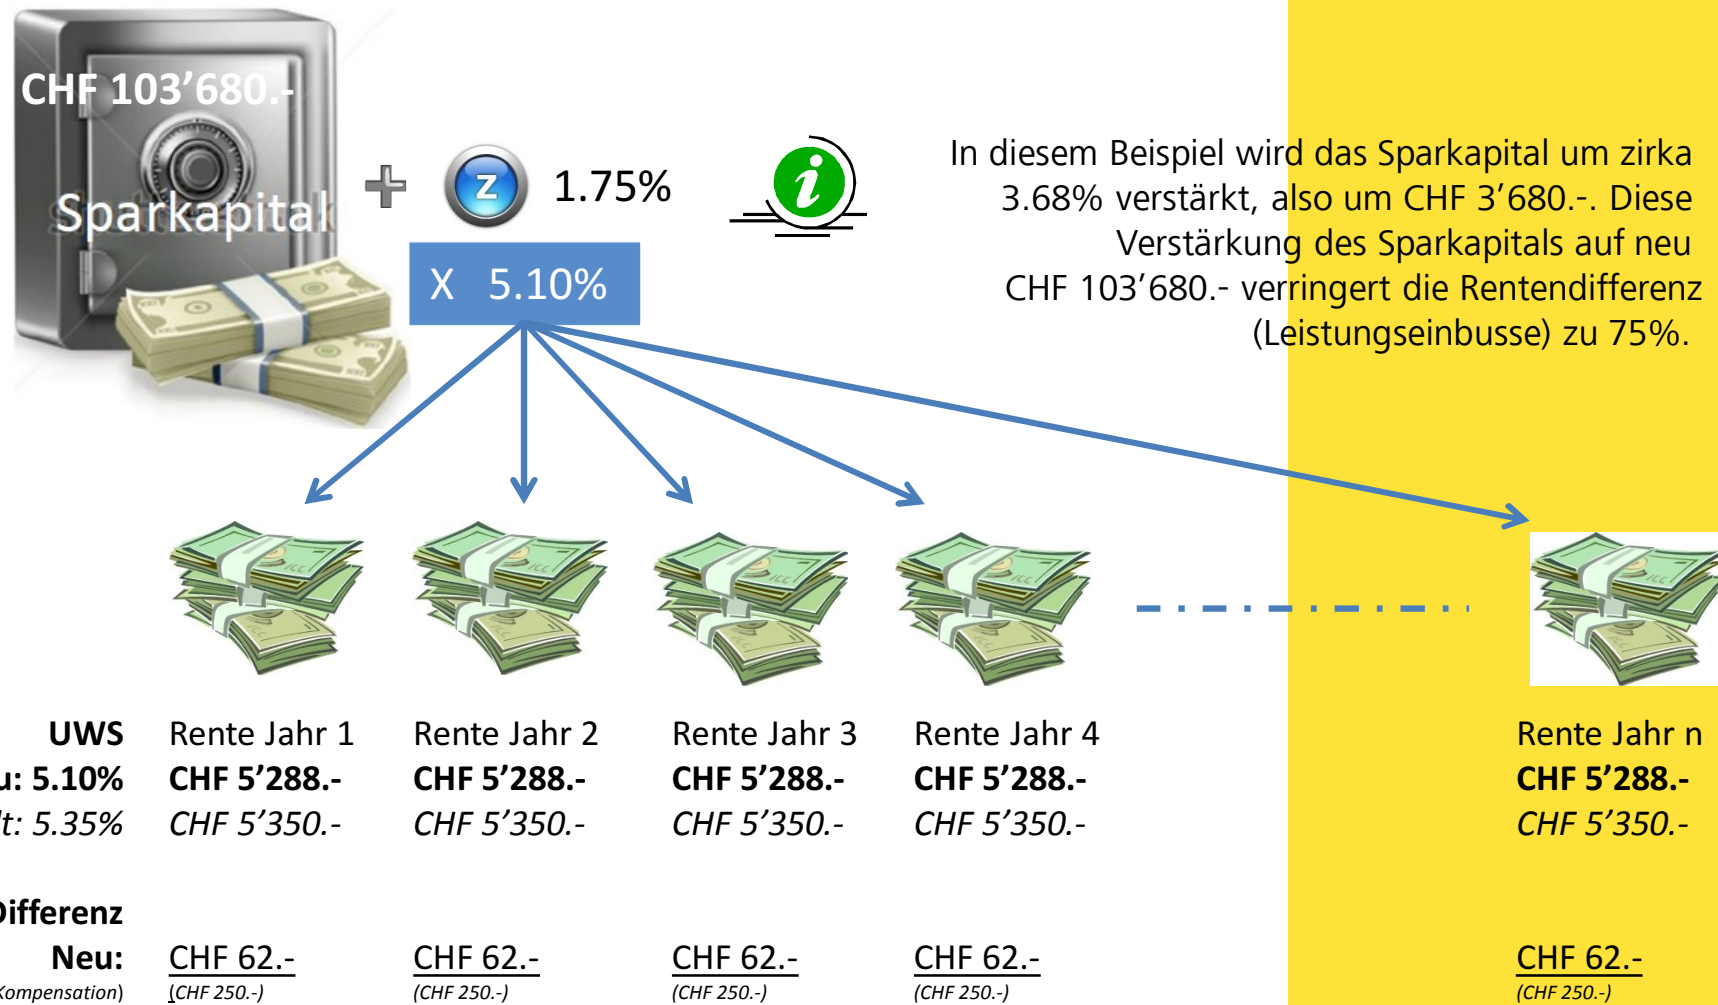 CHF 103’680.-
Sparkapital
z 1.75%
X 5.10%
i
In diesem Beispiel wird das Sparkapital um zirka
3.68% verstärkt, also um CHF 3’680.-. Diese
Verstärkung des Sparkapitals auf neu
CHF 103’680.- verringert die Rentendifferenz
(Leistungseinbusse) zu 75%.
UWS Rente Jahr 1 Rente Jahr 2 Rente Jahr 3 Rente Jahr 4 Rente Jahr n
u: 5.10% CHF 5’288.- CHF 5’288.- CHF 5’288.- CHF 5’288.- CHF 5’288.-
lt: 5.35% CHF 5’350.- CHF 5’350.- CHF 5’350.- CHF 5’350.- CHF 5’350.-
Differenz
Neu: CHF 62.- CHF 62.- CHF 62.- CHF 62.- CHF 62.-
Kompensation) (CHF 250.-) (CHF 250.-) (CHF 250.-) (CHF 250.-) (CHF 250.-)